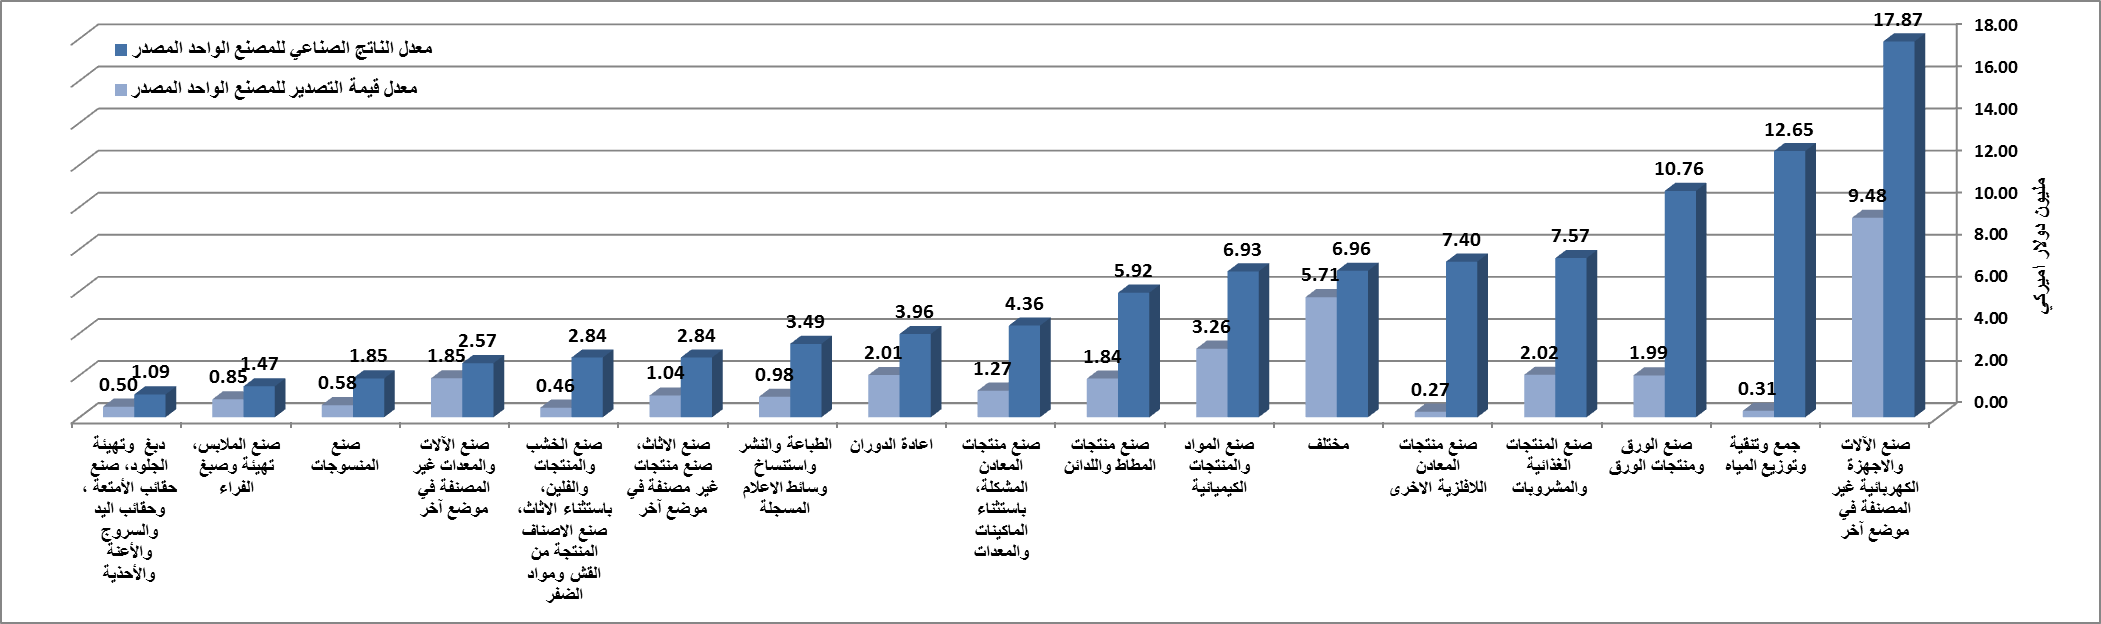 معدل الناتج الصناعي للمصنع الواحد المصدر
معدل قيمة التصدير للمصنع الواحد المصدر
18.00
16.00
14.00
12.00
10.00
8.00
6.00
4.00
2.00
0.00
مليون دولار اميركي
17.87
9.48
12.65
0.31
10.76
1.99
7.57
2.02
7.40
0.27
6.96
5.71
6.93
3.26
5.92
1.84
4.36
1.27
3.96
2.01
3.49
0.98
2.84
1.04
2.84
0.46
2.57
1.85
1.85
0.58
1.47
0.85
1.09
0.50
صنع الآلات
والاجهزة
الكهربائية غير
المصنفة في
موضع آخر
جمع وتنقية
وتوزيع المياه
صنع الورق
ومنتجات الورق
صنع المنتجات
الغذائية
والمشروبات
صنع منتجات
المعادن
اللافلزية الاخرى
مختلف
صنع المواد
والمنتجات
الكيميائية
صنع منتجات
المطاط واللدائن
صنع منتجات
المعادن
المشكلة،
باستثناء
الماكينات
والمعدات
اعادة الدوران
الطباعة والنشر
واستنساخ
وسائط الاعلام
المسجلة
صنع الاثاث،
صنع منتجات
غير مصنفة في
موضع آخر
صنع الخشب
والمنتجات
والفلين،
باستثناء الاثاث،
صنع الاصناف
المنتجة من
القش ومواد
الضفر
صنع الآلات
والمعدات غير
المصنفة في
موضع آخر
صنع
المنسوجات
صنع الملابس،
تهيئة وصبغ
الفراء
دبغ وتهيئة
الجلود، صنع
حقائب الأمتعة ،
وحقائب اليد
والسروج
والأعنة
والأحذية